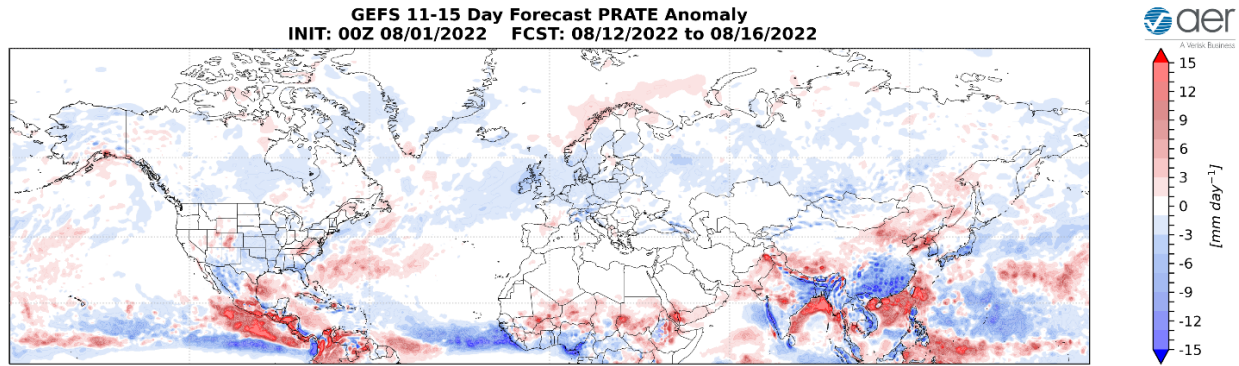 GEFS 11-15 Day Forecast PRATE Anomaly
INIT: 00Z 08/01/2022 FCST: 08/12/2022 to 08/16/2022
aer
A Verisk Business
15
12
9
6
3
0
-3
-6
-9
-12
-15
[mm day⁻¹]